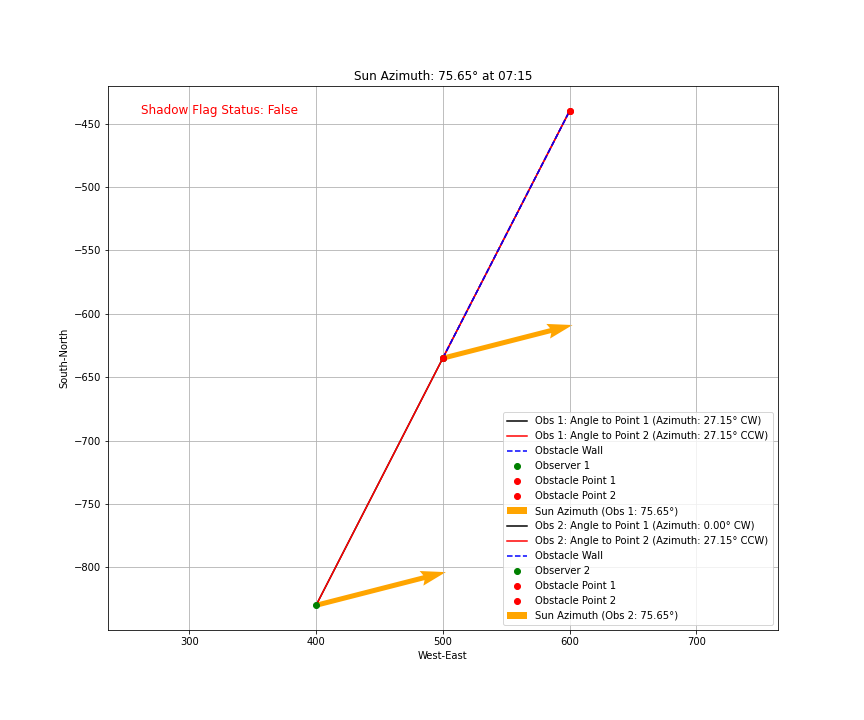 Sun Azimuth: 75.65° at 07:15
Shadow Flag Status: False
−450
−500
−550
−600
−650
−700
−750
−800
South-North
Obs 1: Angle to Point 1 (Azimuth: 27.15° CW)
Obs 1: Angle to Point 2 (Azimuth: 27.15° CCW)
Obstacle Wall
Observer 1
Obstacle Point 1
Obstacle Point 2
Sun Azimuth (Obs 1: 75.65°)
Obs 2: Angle to Point 1 (Azimuth: 0.00° CW)
Obs 2: Angle to Point 2 (Azimuth: 27.15° CCW)
Obstacle Wall
Observer 2
Obstacle Point 1
Obstacle Point 2
Sun Azimuth (Obs 2: 75.65°)
300 400 500 600 700
West-East